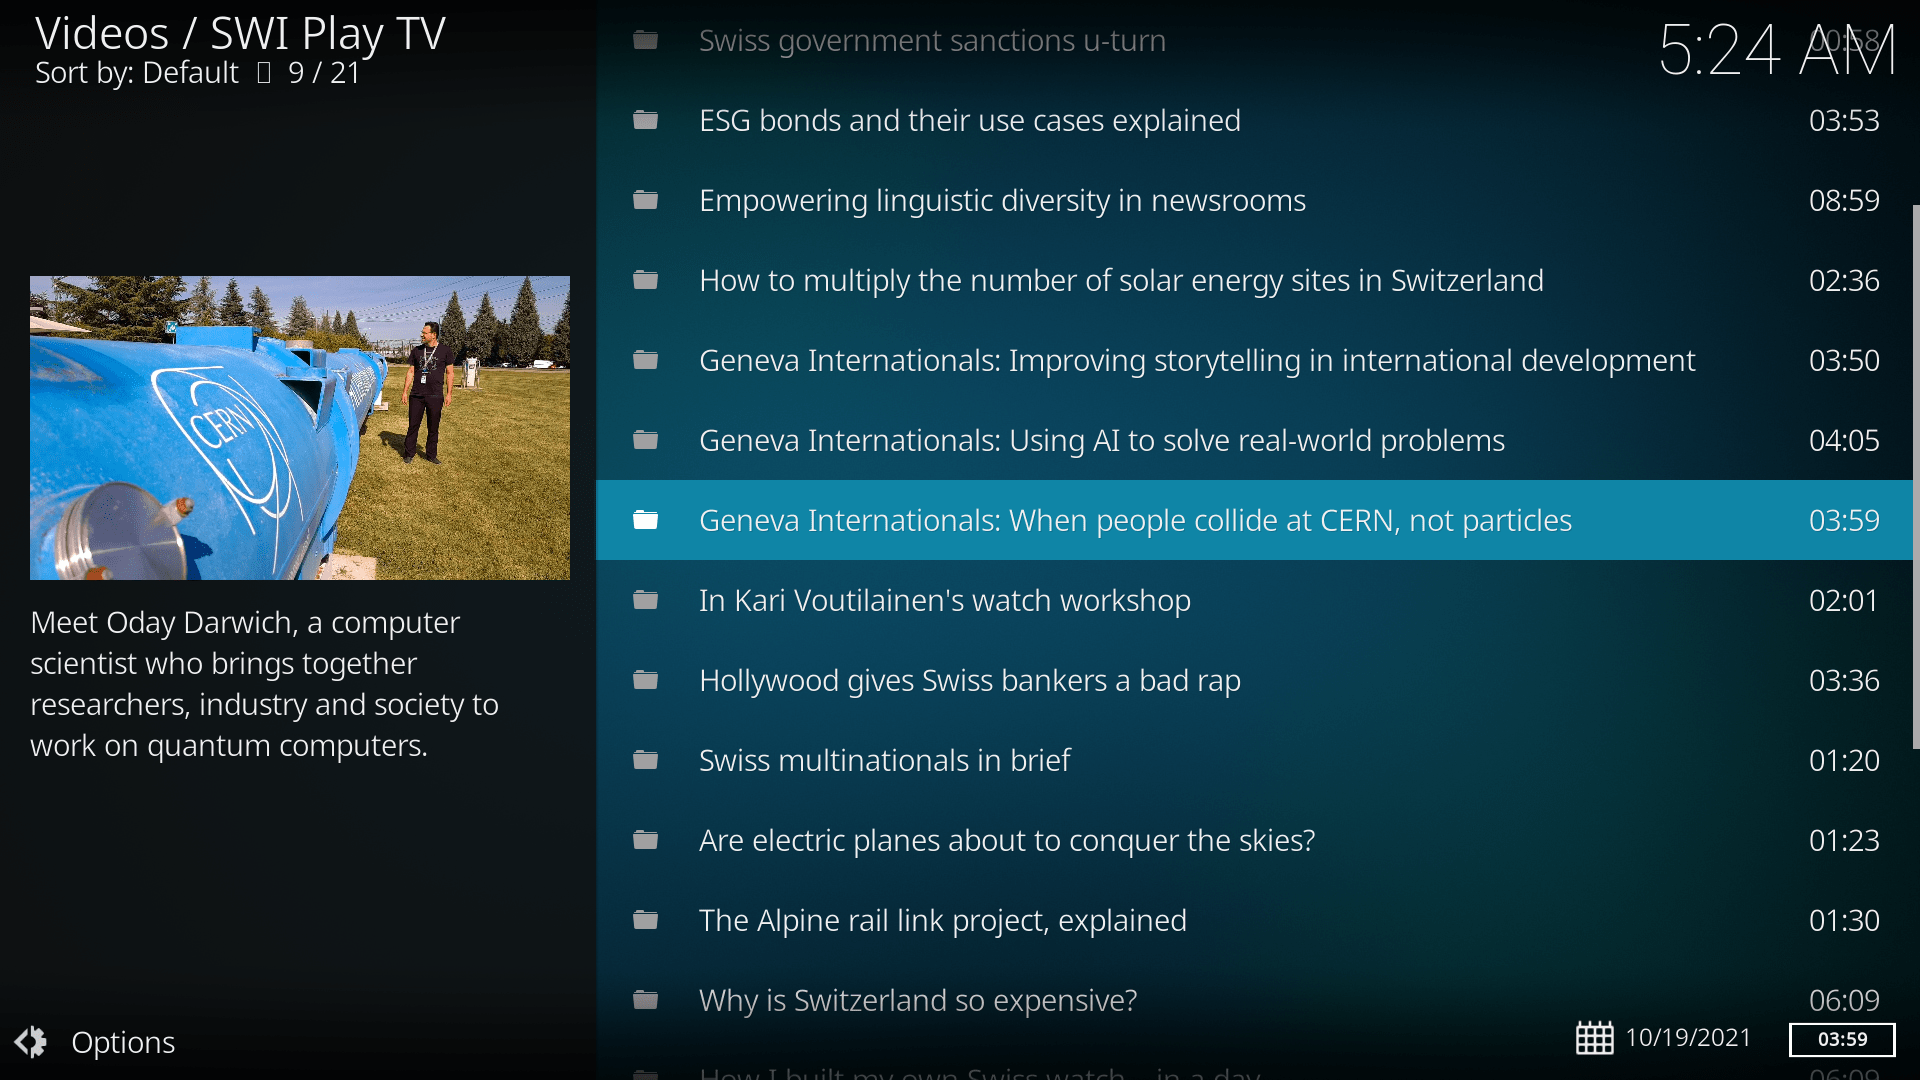 Videos / SWI Play TV
Sort by: Default 9 / 21
5:24 AM
Swiss government sanctions u-turn 00:58
ESG bonds and their use cases explained 03:53
Empowering linguistic diversity in newsrooms 08:59
How to multiply the number of solar energy sites in Switzerland 02:36
Geneva Internationals: Improving storytelling in international development 03:50
Geneva Internationals: Using AI to solve real-world problems 04:05
Geneva Internationals: When people collide at CERN, not particles 03:59
In Kari Voutilainen's watch workshop 02:01
Hollywood gives Swiss bankers a bad rap 03:36
Swiss multinationals in brief 01:20
Are electric planes about to conquer the skies? 01:23
The Alpine rail link project, explained 01:30
Why is Switzerland so expensive? 06:09
How I built my own Swiss watch... in a day 06:09
CERN
Meet Oday Darwich, a computer
scientist who brings together
researchers, industry and society to
work on quantum computers.
Options
10/19/2021
03:59